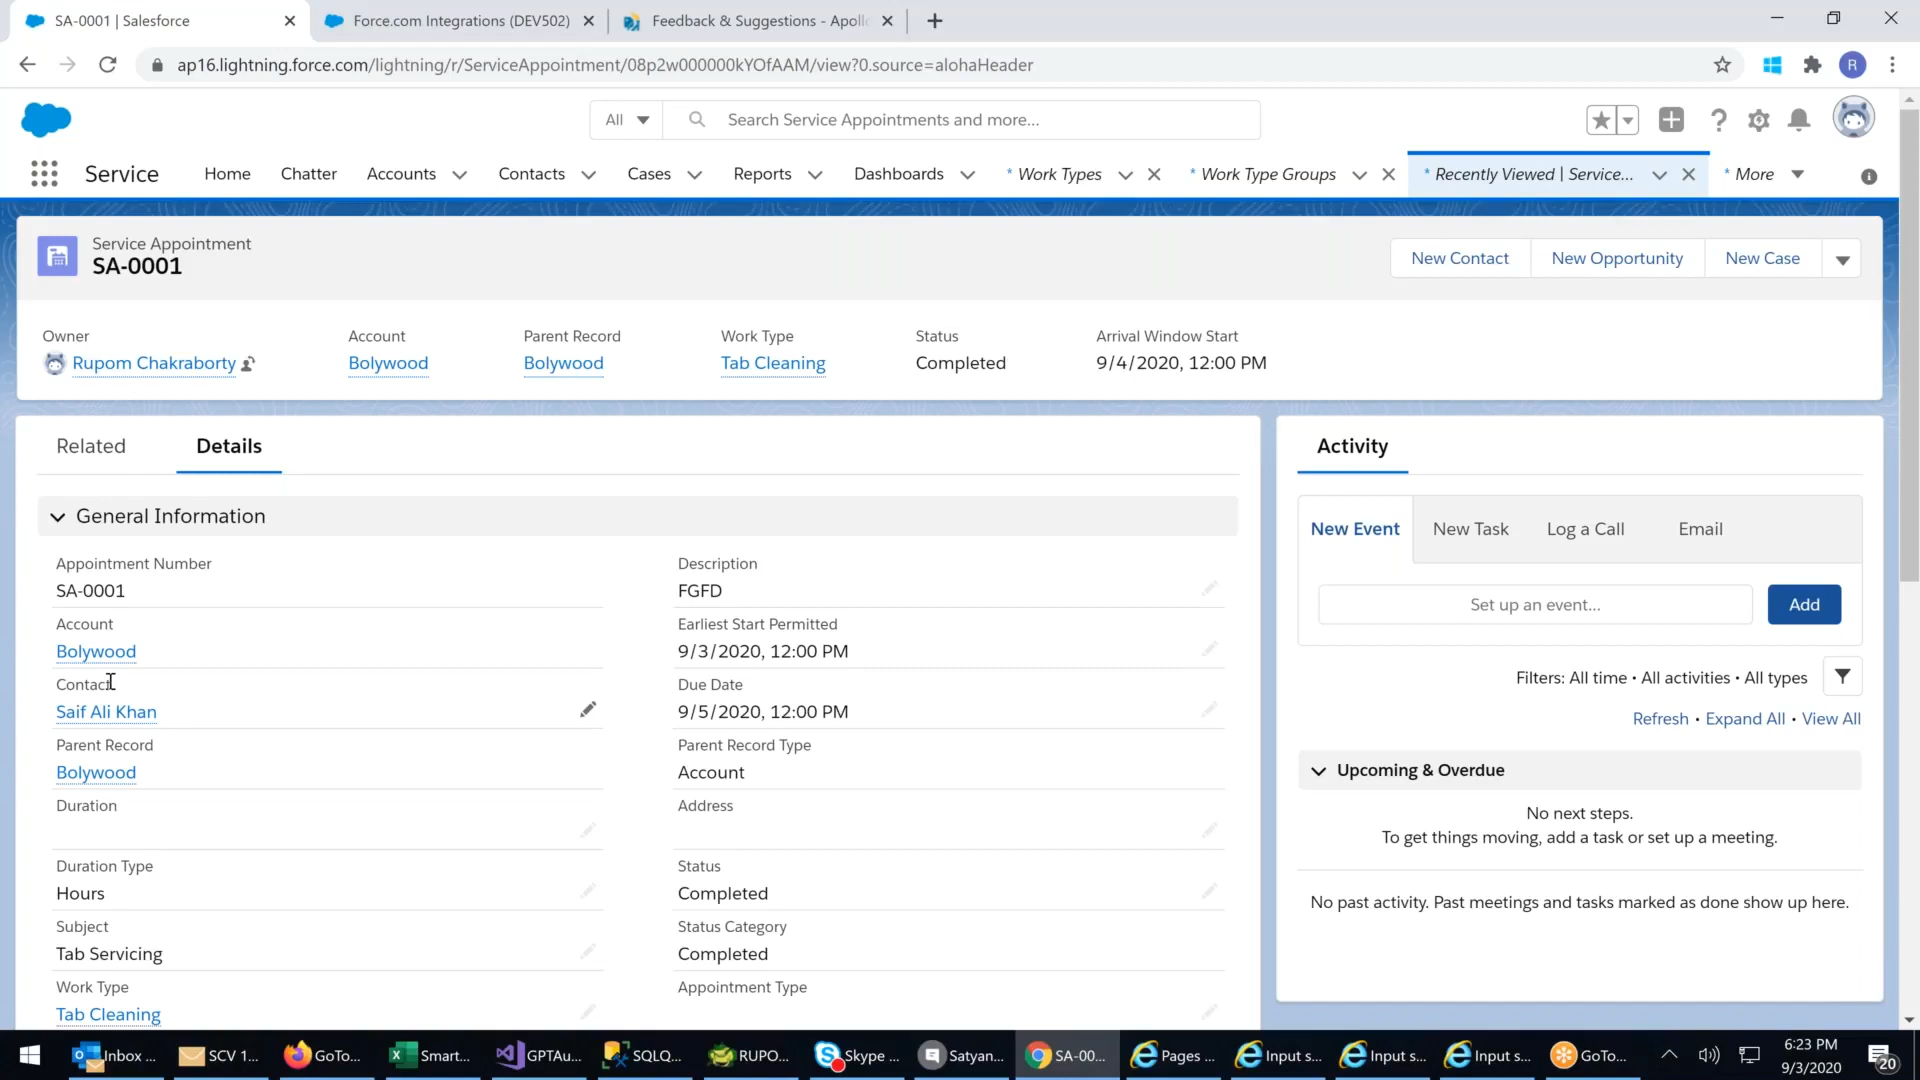 SA-0001 | Salesforce
Force.com Integrations (DEV502)
Feedback & Suggestions - Apoll
ap16.lightning.force.com/lightning/r/ServiceAppointment/08p2w000000kYOfAAM/view?0.source=alohaHeader
R
All
Search Service Appointments and more...
Service
Home
Chatter
Accounts
Contacts
Cases
Reports
Dashboards
* Work Types
* Work Type Groups
* Recently Viewed | Service...
* More
Service Appointment
SA-0001
New Contact
New Opportunity
New Case
Owner
Account
Parent Record
Work Type
Status
Arrival Window Start
Rupom Chakraborty
Bolywood
Bolywood
Tab Cleaning
Completed
9/4/2020, 12:00 PM
Related
Details
General Information
Appointment Number
SA-0001
Description
FGFD
Account
Bolywood
Earliest Start Permitted
9/3/2020, 12:00 PM
Contact
Saif Ali Khan
Due Date
9/5/2020, 12:00 PM
Parent Record
Bolywood
Parent Record Type
Account
Duration
Address
Duration Type
Hours
Status
Completed
Subject
Tab Servicing
Status Category
Completed
Work Type
Tab Cleaning
Appointment Type
Activity
New Event
New Task
Log a Call
Email
Set up an event...
Add
Filters: All time • All activities • All types
Refresh • Expand All • View All
Upcoming & Overdue
No next steps.
To get things moving, add a task or set up a meeting.
No past activity. Past meetings and tasks marked as done show up here.
Inbox ...
SCV 1...
GoTo...
Smart...
GPTAu...
SQLQ...
RUPO...
Skype ...
Satyan...
SA-00...
Pages ...
Input s...
Input s...
Input s...
GoTo...
6:23 PM
9/3/2020
20